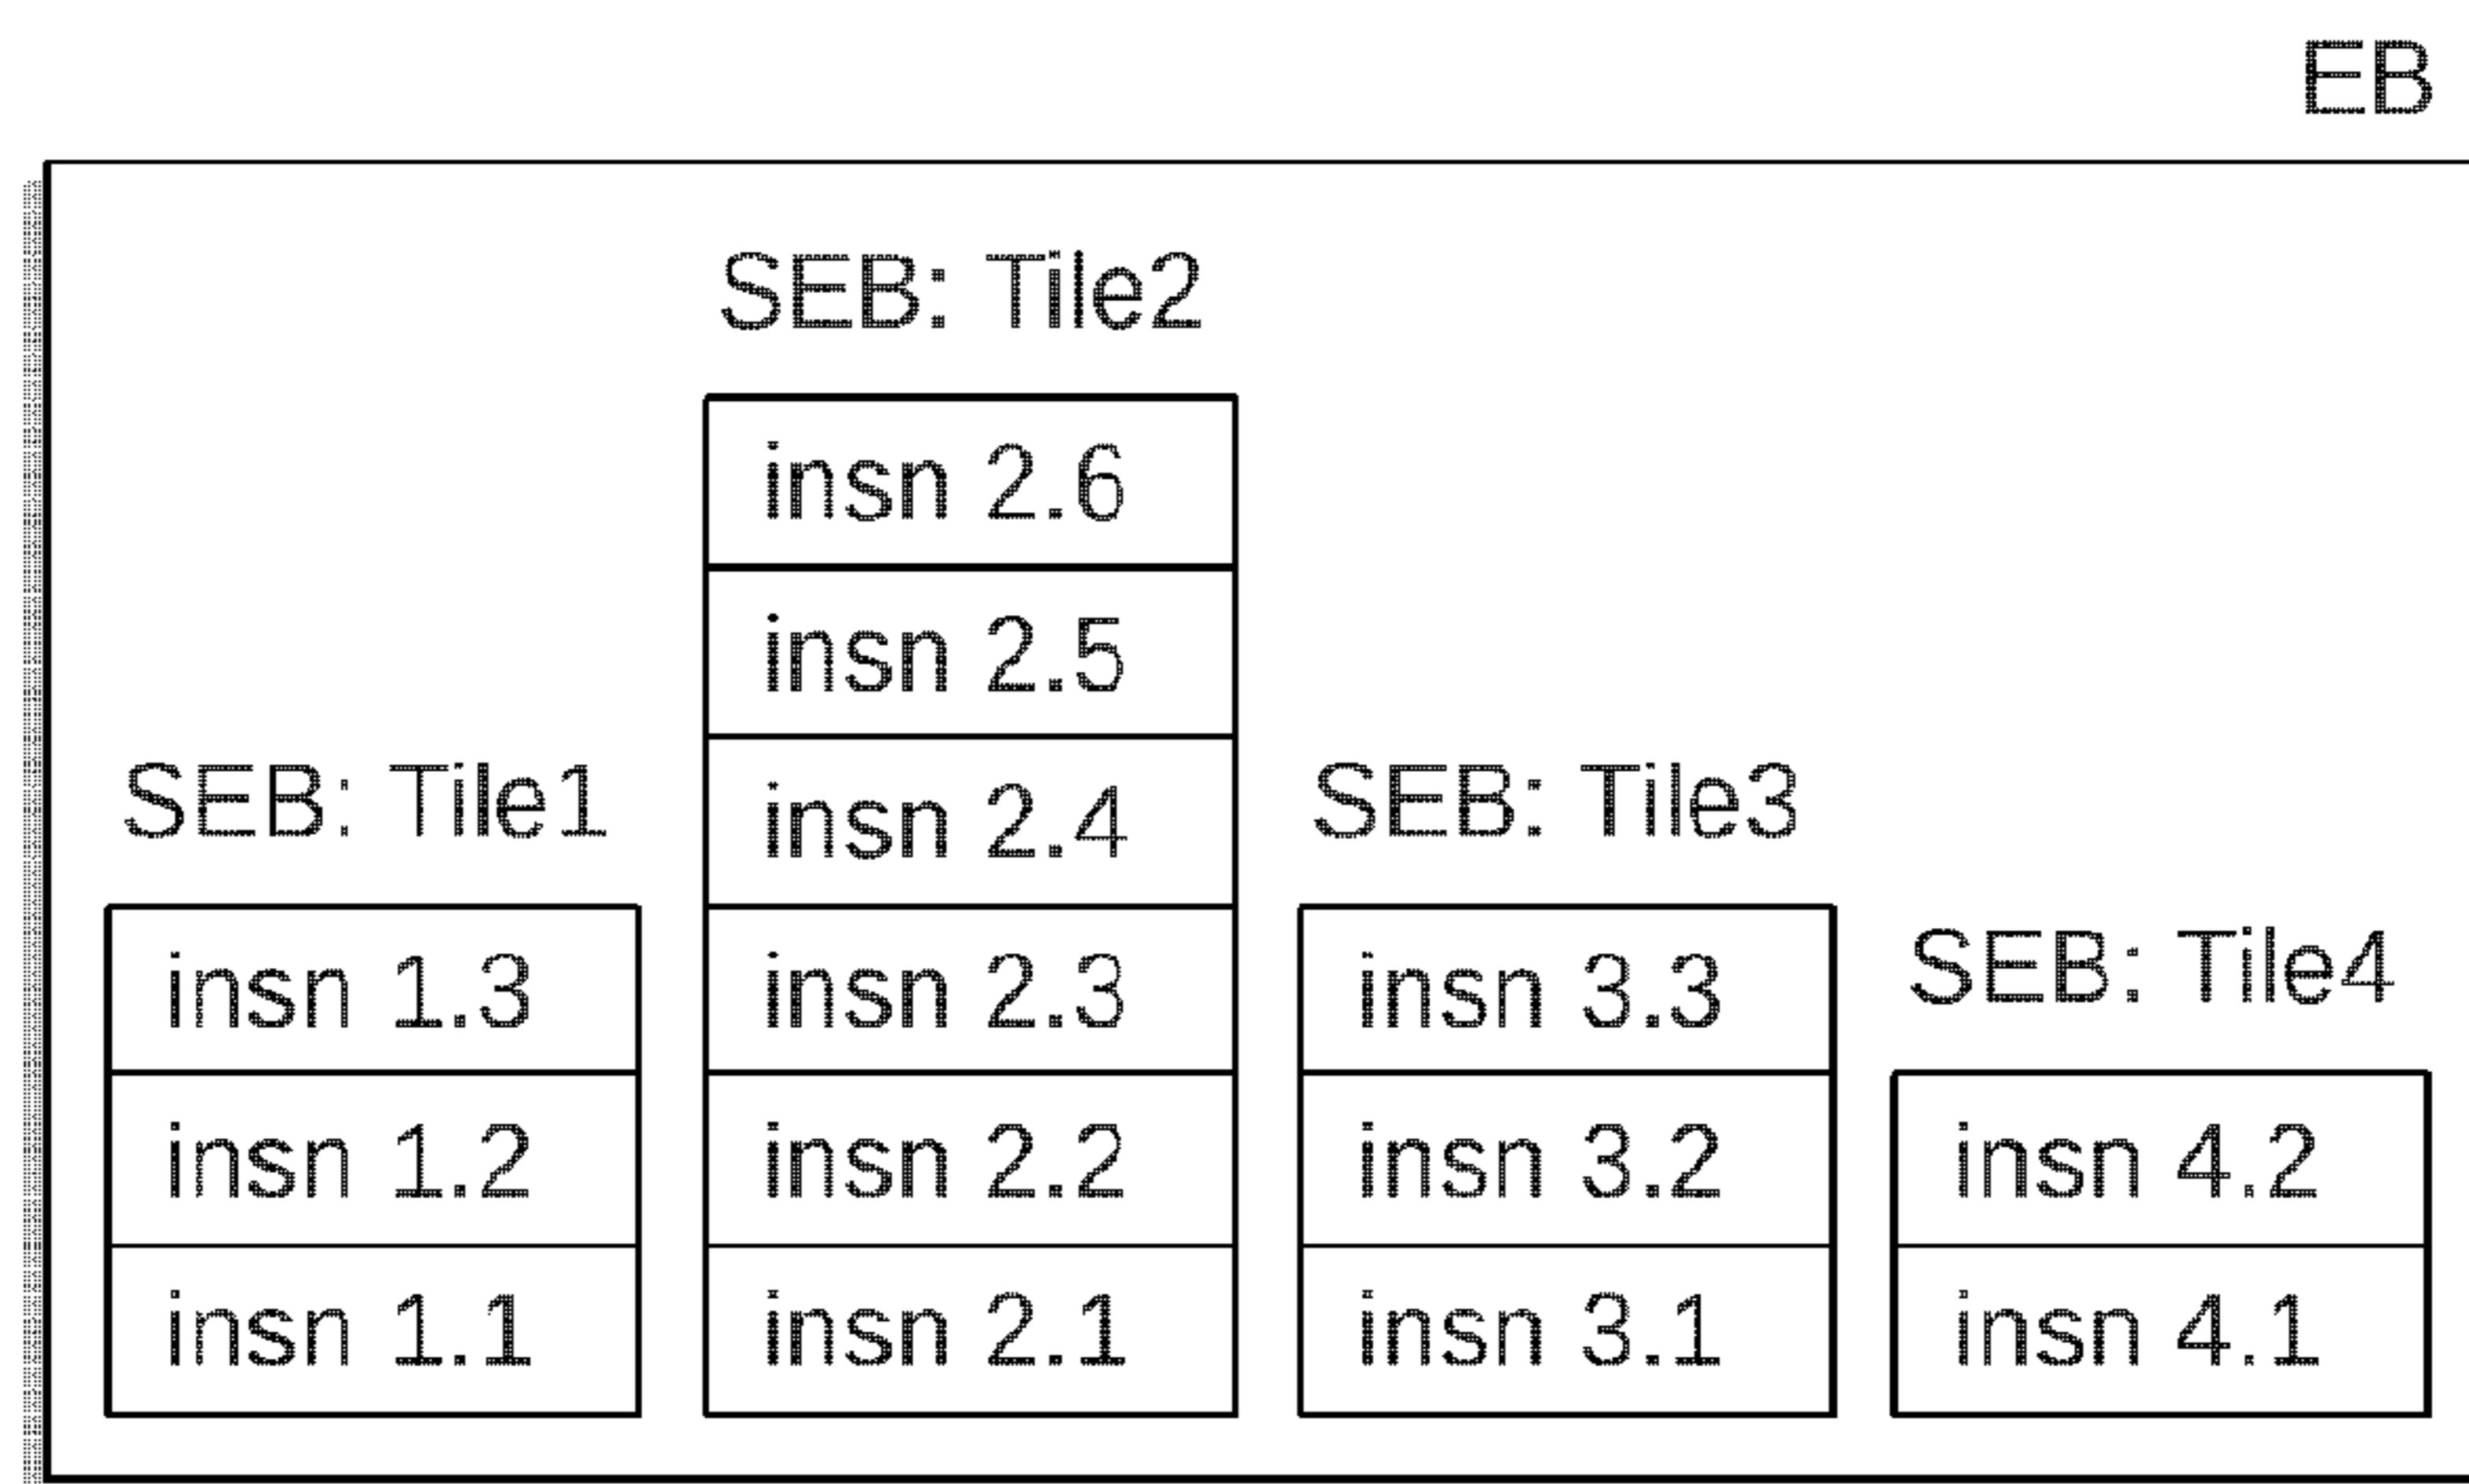 EB
SEB: Tile2
insn 2.6
insn 2.5
insn 2.4
insn 2.3
insn 2.2
insn 2.1
SEB: Tile1
insn 1.3
insn 1.2
insn 1.1
SEB: Tile3
insn 3.3
insn 3.2
insn 3.1
SEB: Tile4
insn 4.2
insn 4.1